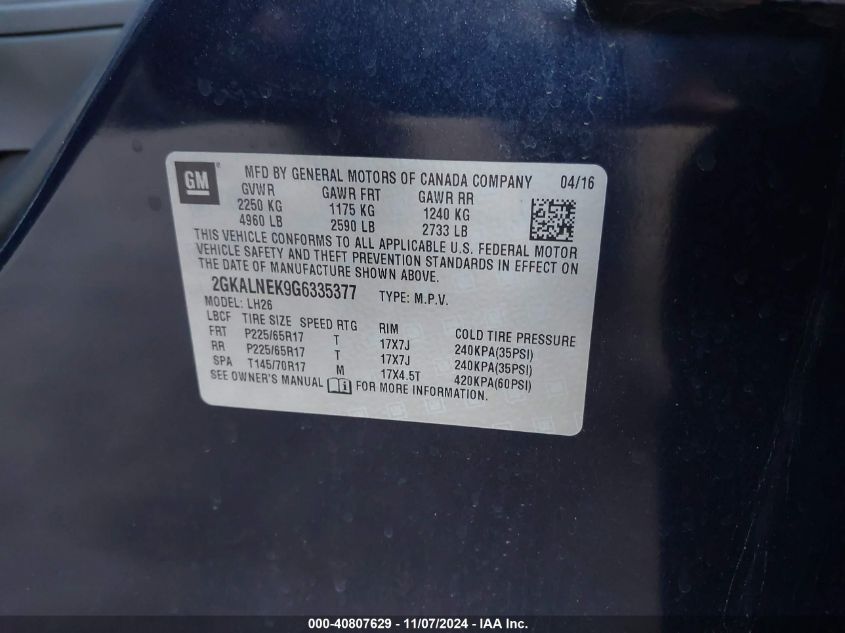 GM ® MFD BY GENERAL MOTORS OF CANADA COMPANY 04/16
GVWR GAWR FRT GAWR RR
2250 KG 1175 KG 1240 KG
4960 LB 2590 LB 2733 LB
THIS VEHICLE CONFORMS TO ALL APPLICABLE U.S. FEDERAL MOTOR
VEHICLE SAFETY AND THEFT PREVENTION STANDARDS IN EFFECT ON
THE DATE OF MANUFACTURE SHOWN ABOVE.
2GKALNEK9G6335377 TYPE: M.P.V.
MODEL: LH26
LBCF TIRE SIZE SPEED RTG RIM COLD TIRE PRESSURE
FRT P225/65R17 T 17X7J 240KPA(35PSI)
RR P225/65R17 T 17X7J 240KPA(35PSI)
SPA T145/70R17 M 17X4.5T 420KPA(60PSI)
SEE OWNER'S MANUAL FOR MORE INFORMATION.
000-40807629 - 11/07/2024 - IAA Inc.